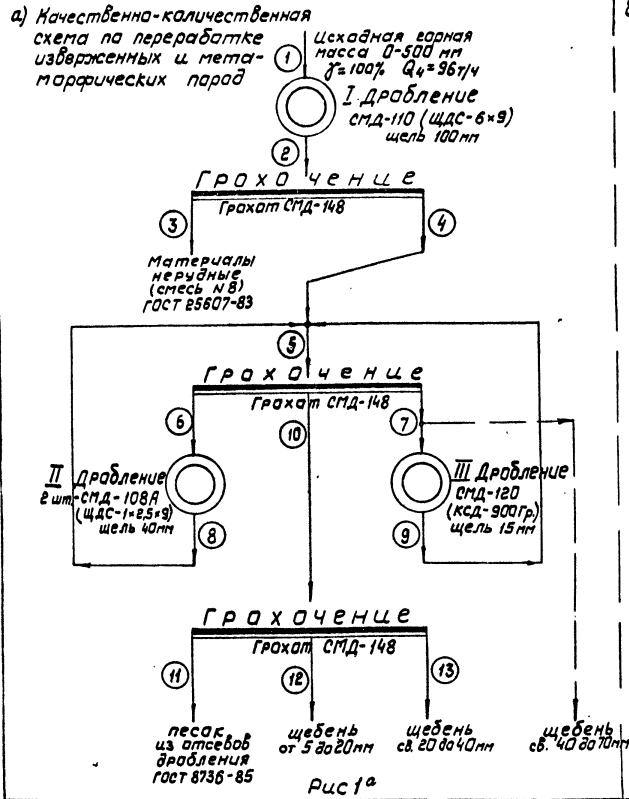 а) Качественно-количественная
схема по переработке
изверженных и мета-
морфических пород
1
Исходная горная
масса 0-500 мм
γ=100% Q4=96т/ч
I Дробление
СМД-110 (ЩДС-6×9)
щель 100мм
2
Грохочение
Грохот СМД-148
3
4
Материалы
нерудные
(смесь N8)
ГОСТ 25607-83
5
Грохочение
Грохот СМД-148
6
10
7
II Дробление
2 шт.-СМД-108А
(ЩДС-1×2,5×9)
щель 40мм
III Дробление
СМД-120
(КСД-900Гр.)
щель 15мм
8
9
Грохочение
Грохот СМД-148
11
12
13
песок
из отсевов
дробления
ГОСТ 8736-85
щебень
от 5 до 20мм
щебень
св. 20 до 40мм
щебень
св. 40 до 70мм
Рис 1а